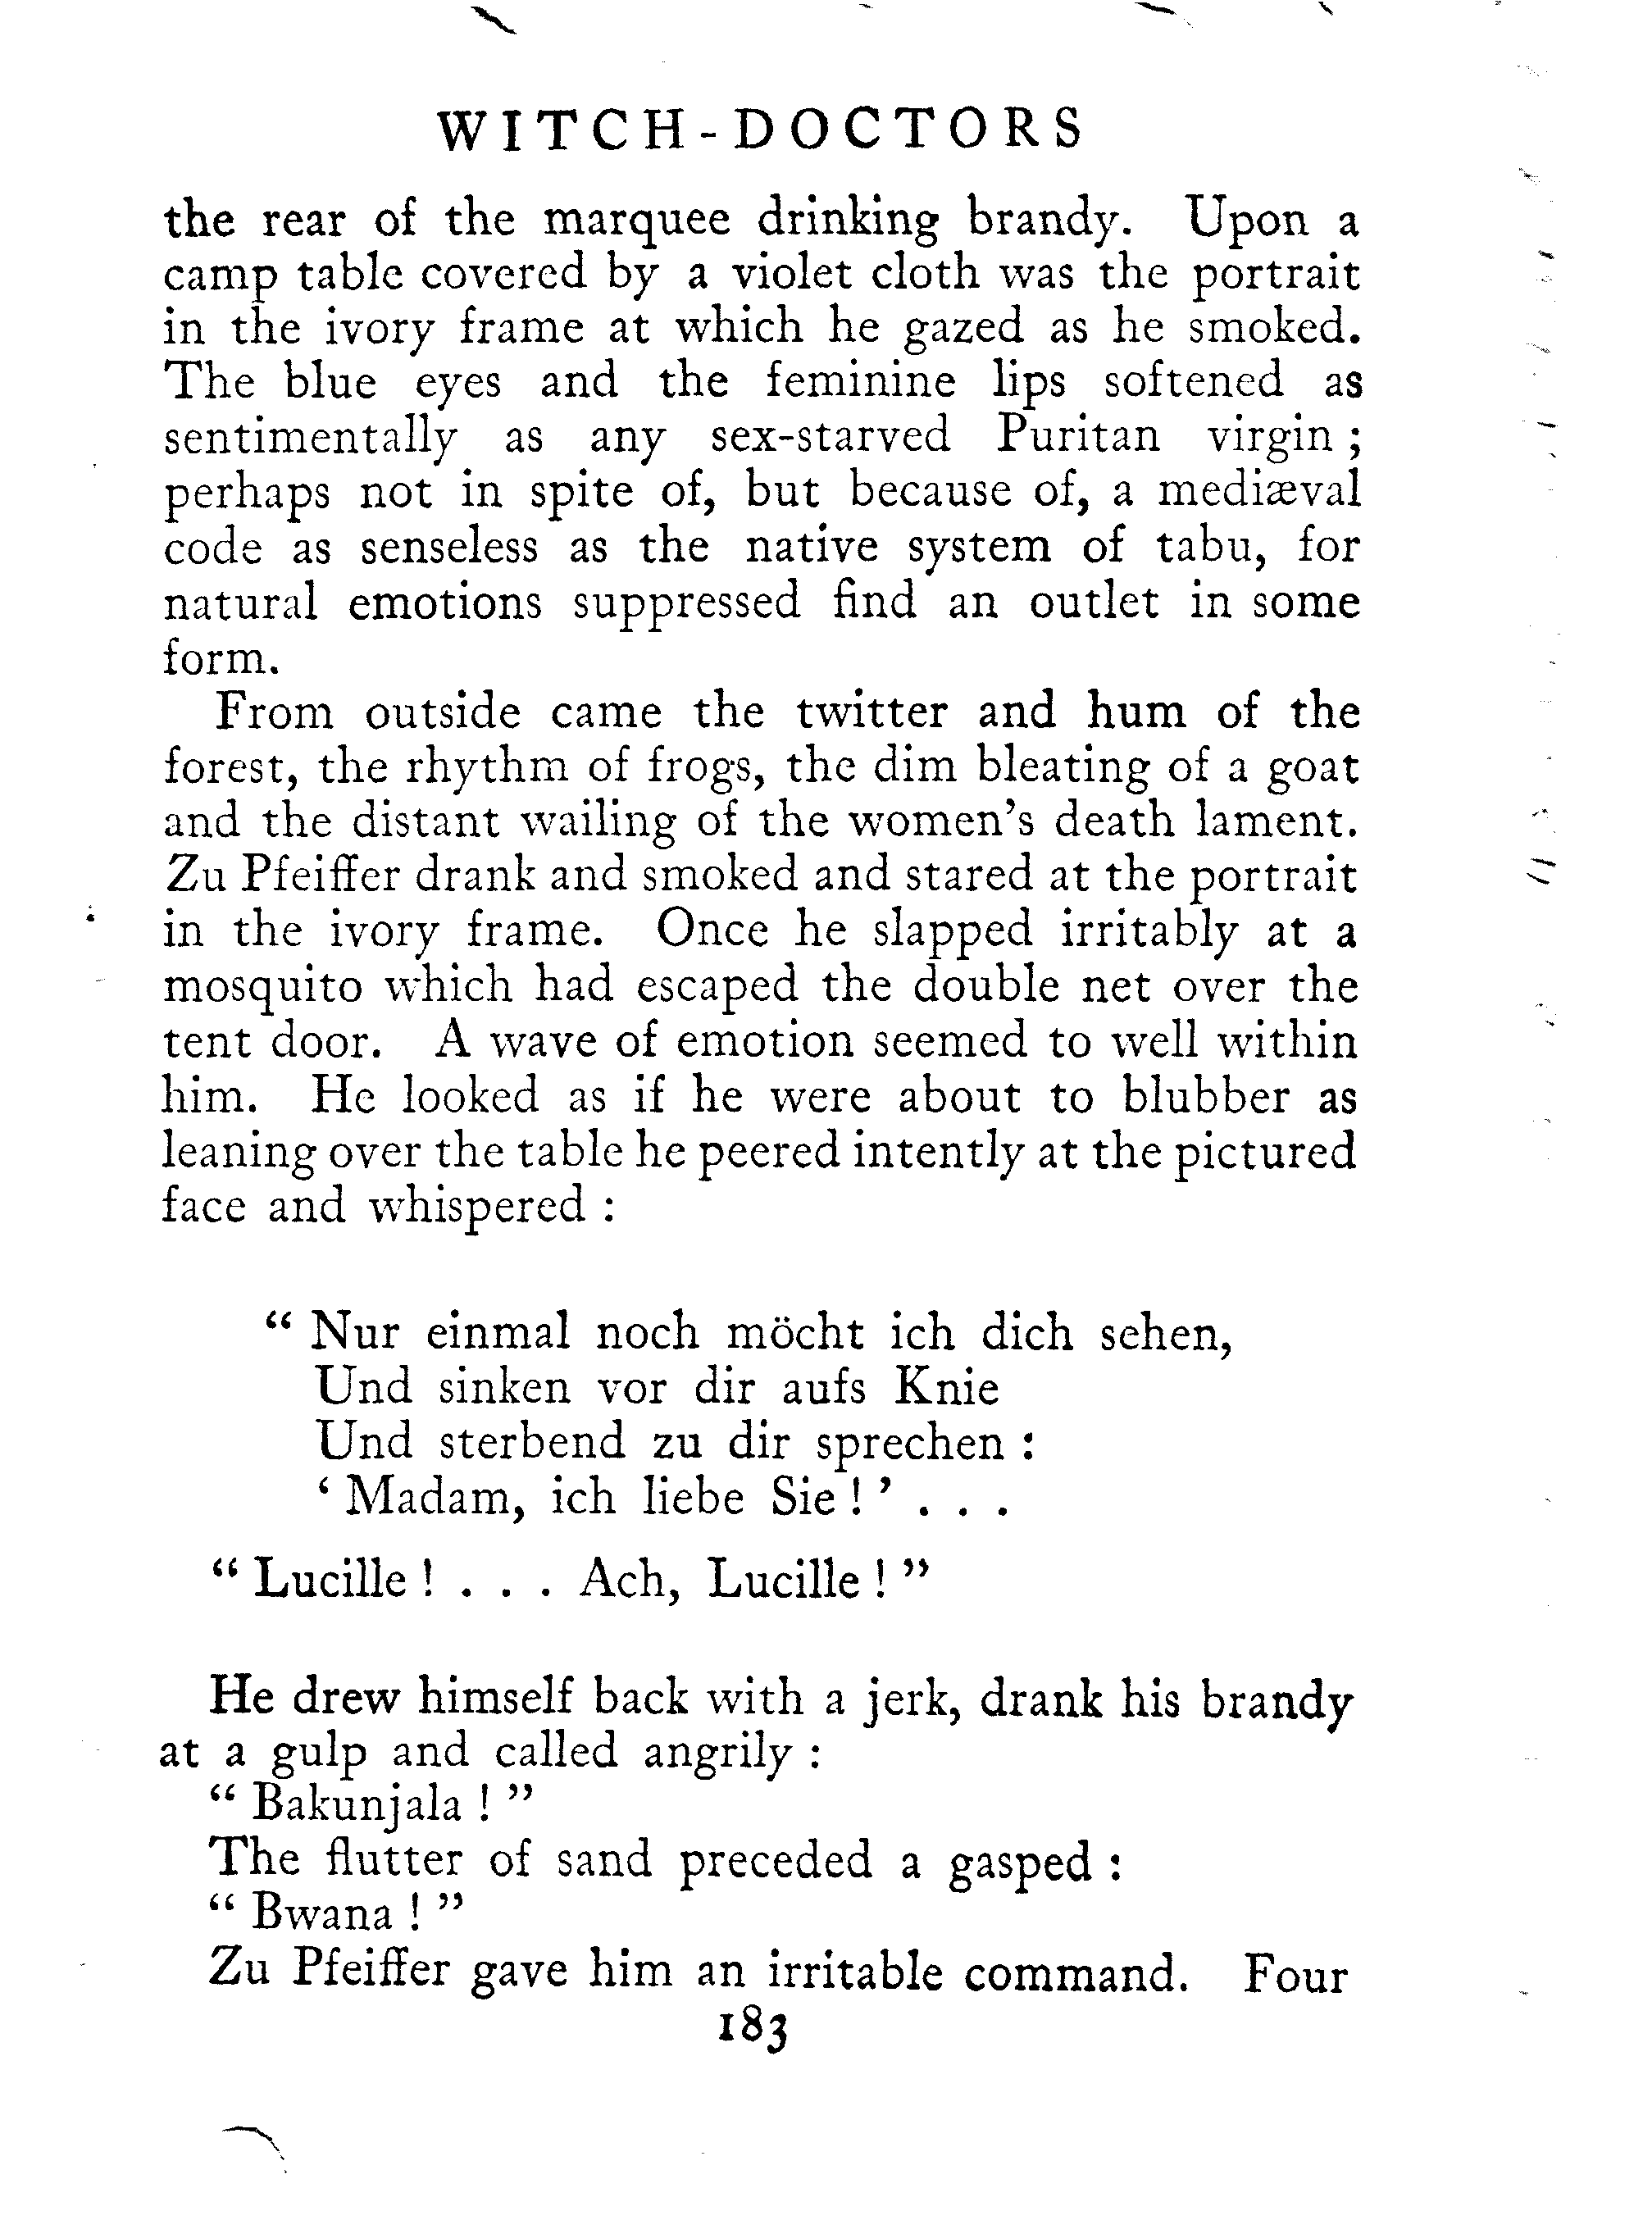 WITCH-DOCTORS
the rear of the marquee drinking brandy. Upon a
camp table covered by a violet cloth was the portrait
in the ivory frame at which he gazed as he smoked.
The blue eyes and the feminine lips softened as
sentimentally as any sex-starved Puritan virgin ;
perhaps not in spite of, but because of, a mediæval
code as senseless as the native system of tabu, for
natural emotions suppressed find an outlet in some
form.
From outside came the twitter and hum of the
forest, the rhythm of frogs, the dim bleating of a goat
and the distant wailing of the women's death lament.
Zu Pfeiffer drank and smoked and stared at the portrait
in the ivory frame. Once he slapped irritably at a
mosquito which had escaped the double net over the
tent door. A wave of emotion seemed to well within
him. He looked as if he were about to blubber as
leaning over the table he peered intently at the pictured
face and whispered :
“ Nur einmal noch möcht ich dich sehen,
Und sinken vor dir aufs Knie
Und sterbend zu dir sprechen :
‘ Madam, ich liebe Sie ! ’ . . .
“ Lucille ! . . . Ach, Lucille ! ”
He drew himself back with a jerk, drank his brandy
at a gulp and called angrily :
“ Bakunjala ! ”
The flutter of sand preceded a gasped :
“ Bwana ! ”
Zu Pfeiffer gave him an irritable command. Four
183